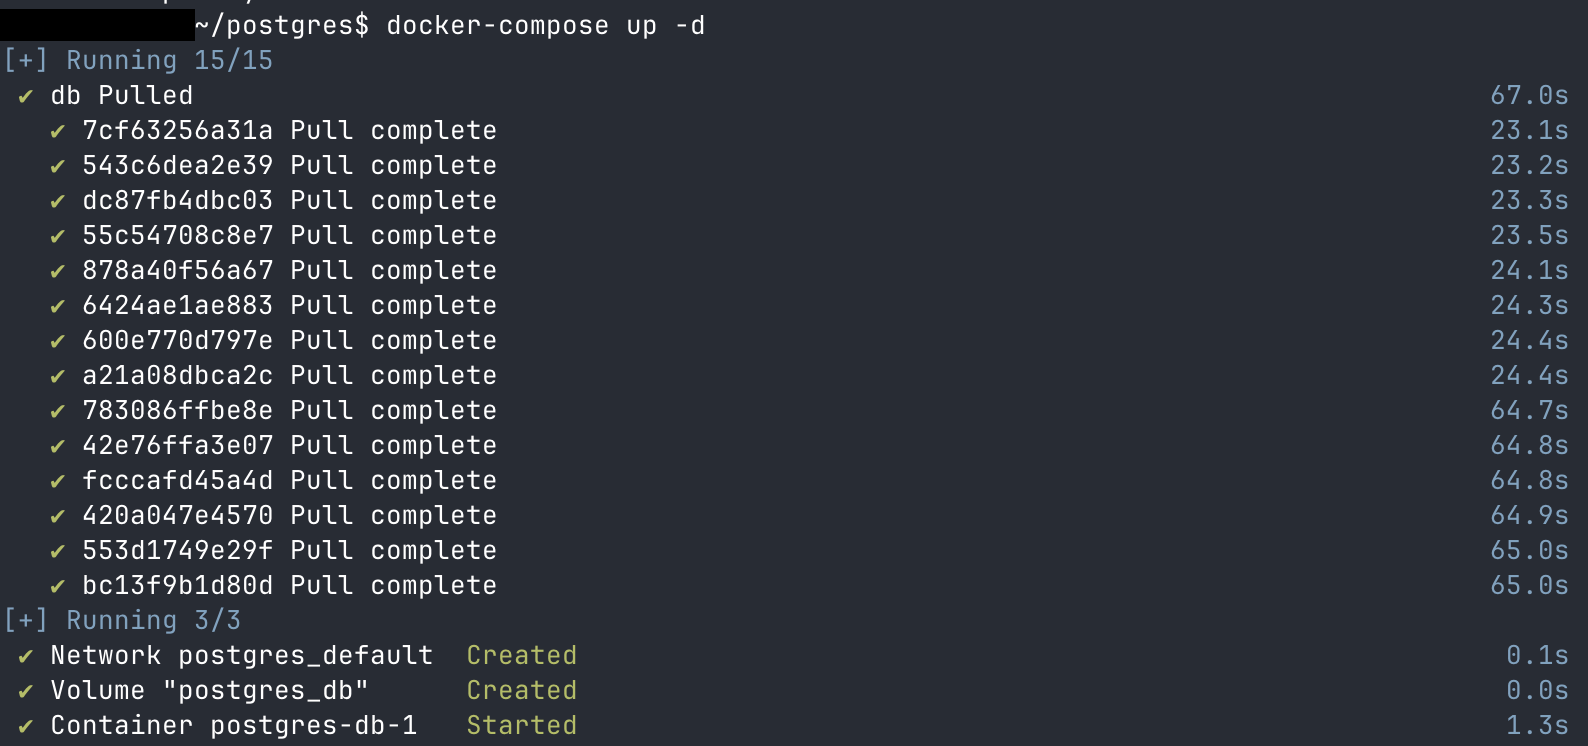 ~/postgres$ docker-compose up -d
[+] Running 15/15
✔ db Pulled 67.0s
✔ 7cf63256a31a Pull complete 23.1s
✔ 543c6dea2e39 Pull complete 23.2s
✔ dc87fb4dbc03 Pull complete 23.3s
✔ 55c54708c8e7 Pull complete 23.5s
✔ 878a40f56a67 Pull complete 24.1s
✔ 6424ae1ae883 Pull complete 24.3s
✔ 600e770d797e Pull complete 24.4s
✔ a21a08dbca2c Pull complete 24.4s
✔ 783086ffbe8e Pull complete 64.7s
✔ 42e76ffa3e07 Pull complete 64.8s
✔ fcccafd45a4d Pull complete 64.8s
✔ 420a047e4570 Pull complete 64.9s
✔ 553d1749e29f Pull complete 65.0s
✔ bc13f9b1d80d Pull complete 65.0s
[+] Running 3/3
✔ Network postgres_default Created 0.1s
✔ Volume "postgres_db" Created 0.0s
✔ Container postgres-db-1 Started 1.3s